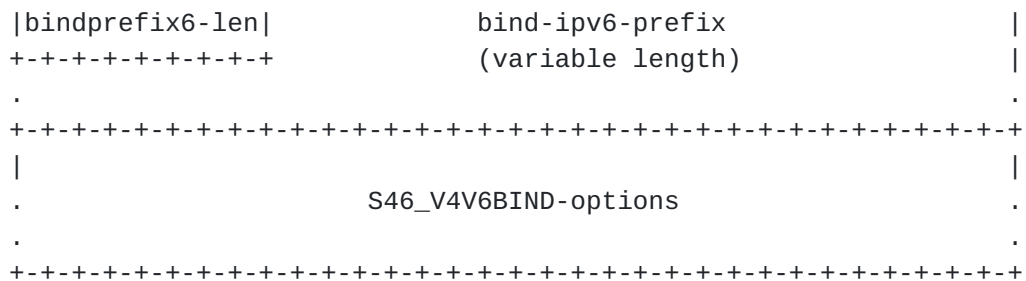 |bindprefix6-len|             bind-ipv6-prefix                  |
+-+-+-+-+-+-+-+-+             (variable length)                 |
.                                                               .
+-+-+-+-+-+-+-+-+-+-+-+-+-+-+-+-+-+-+-+-+-+-+-+-+-+-+-+-+-+-+-+-+
|                                                               |
.                      S46_V4V6BIND-options                     .
.                                                               .
+-+-+-+-+-+-+-+-+-+-+-+-+-+-+-+-+-+-+-+-+-+-+-+-+-+-+-+-+-+-+-+-+